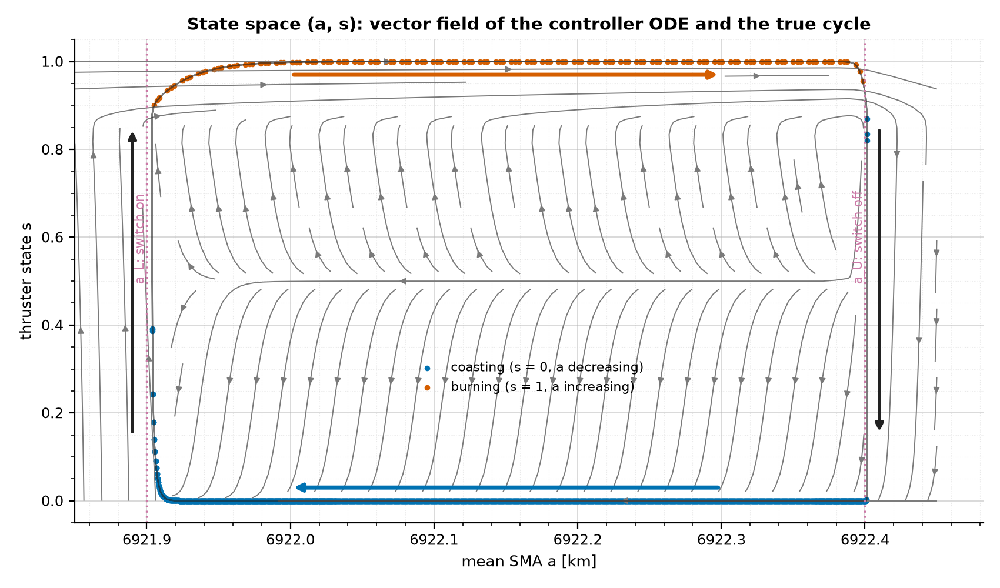 State space (a, s): vector field of the controller ODE and the true cycle
thruster state s
1.0
0.8
0.6
0.4
0.2
0.0
a_L: switch on
a_U: switch off
coasting (s = 0, a decreasing)
burning (s = 1, a increasing)
6921.9
6922.0
6922.1
6922.2
6922.3
6922.4
mean SMA a [km]